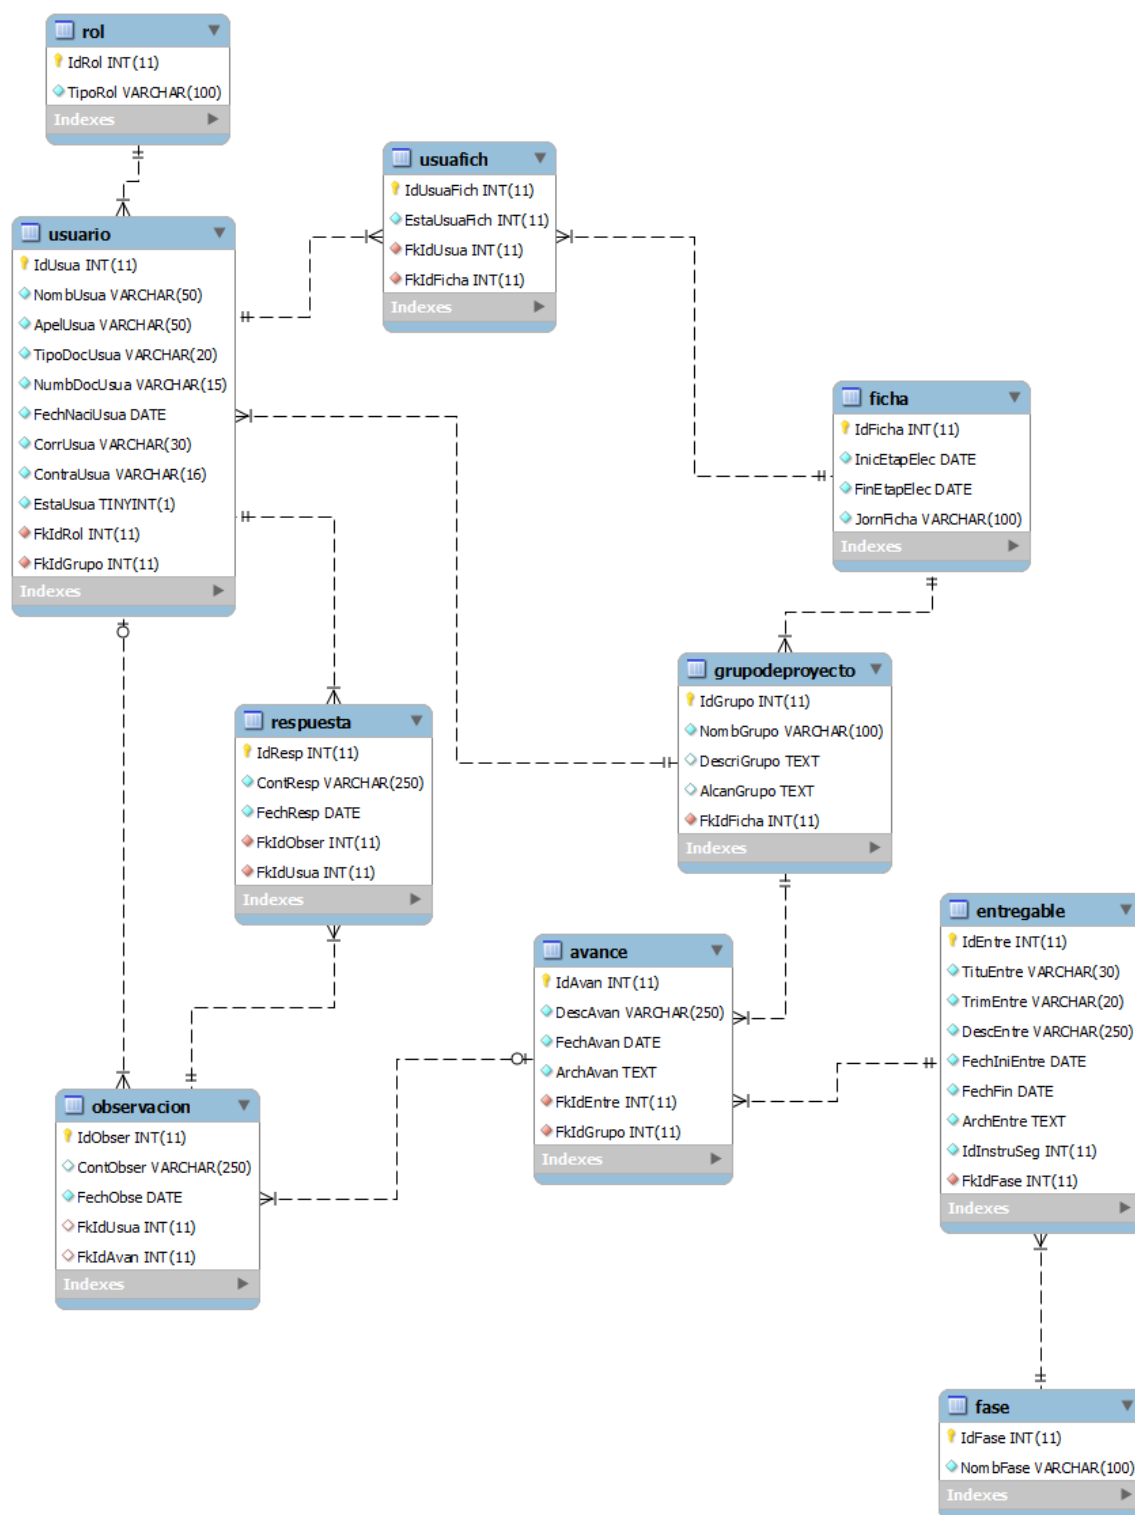 rol
IdRol INT(11)
TipoRol VARCHAR(100)
Indexes
usuafich
IdUsuaFich INT(11)
EstaUsuaFich INT(11)
FkIdUsua INT(11)
FkIdFicha INT(11)
Indexes
usuario
IdUsua INT(11)
NombUsua VARCHAR(50)
ApelUsua VARCHAR(50)
TipoDocUsua VARCHAR(20)
NumbDocUsua VARCHAR(15)
FechNaciUsua DATE
CorrUsua VARCHAR(30)
ContraUsua VARCHAR(16)
EstaUsua TINYINT(1)
FkIdRol INT(11)
FkIdGrupo INT(11)
Indexes
ficha
IdFicha INT(11)
InicEtapElec DATE
FinEtapElec DATE
JornFicha VARCHAR(100)
Indexes
grupodeproyecto
IdGrupo INT(11)
NombGrupo VARCHAR(100)
DescriGrupo TEXT
AlcanGrupo TEXT
FkIdFicha INT(11)
Indexes
respuesta
IdResp INT(11)
ContResp VARCHAR(250)
FechResp DATE
FkIdObser INT(11)
FkIdUsua INT(11)
Indexes
entregable
IdEntre INT(11)
TituEntre VARCHAR(30)
TrimEntre VARCHAR(20)
DescEntre VARCHAR(250)
FechIniEntre DATE
FechFin DATE
ArchEntre TEXT
IdInstruSeg INT(11)
FkIdFase INT(11)
Indexes
avance
IdAvan INT(11)
DescAvan VARCHAR(250)
FechAvan DATE
ArchAvan TEXT
FkIdEntre INT(11)
FkIdGrupo INT(11)
Indexes
observacion
IdObser INT(11)
ContObser VARCHAR(250)
FechObse DATE
FkIdUsua INT(11)
FkIdAvan INT(11)
Indexes
fase
IdFase INT(11)
NombFase VARCHAR(100)
Indexes